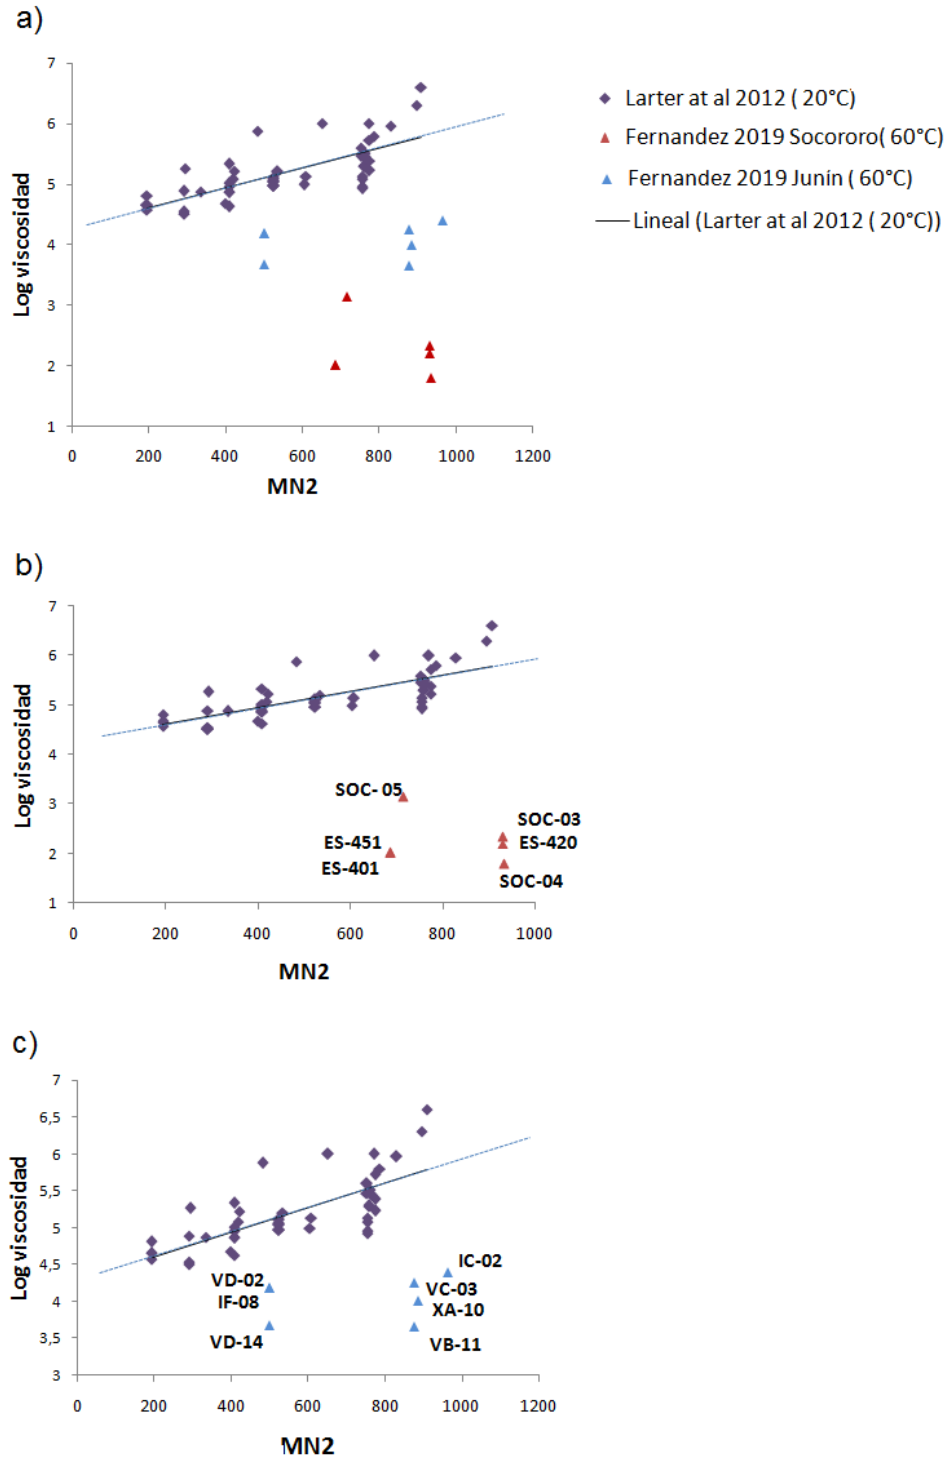 a)
7
6
5
4
3
2
1
0 200 400 600 800 1000 1200
Log viscosidad
MN2
Larter at al 2012 ( 20°C)
Fernandez 2019 Socororo( 60°C)
Fernandez 2019 Junín ( 60°C)
Lineal (Larter at al 2012 ( 20°C))
b)
7
6
5
4
3
2
1
0 200 400 600 800 1000
Log viscosidad
MN2
SOC- 05
SOC-03
ES-451 ES-420
ES-401
SOC-04
c)
7
6,5
6
5,5
5
4,5
4
3,5
3
0 200 400 600 800 1000 1200
Log viscosidad
MN2
IC-02
VD-02 VC-03
IF-08 XA-10
VD-14 VB-11